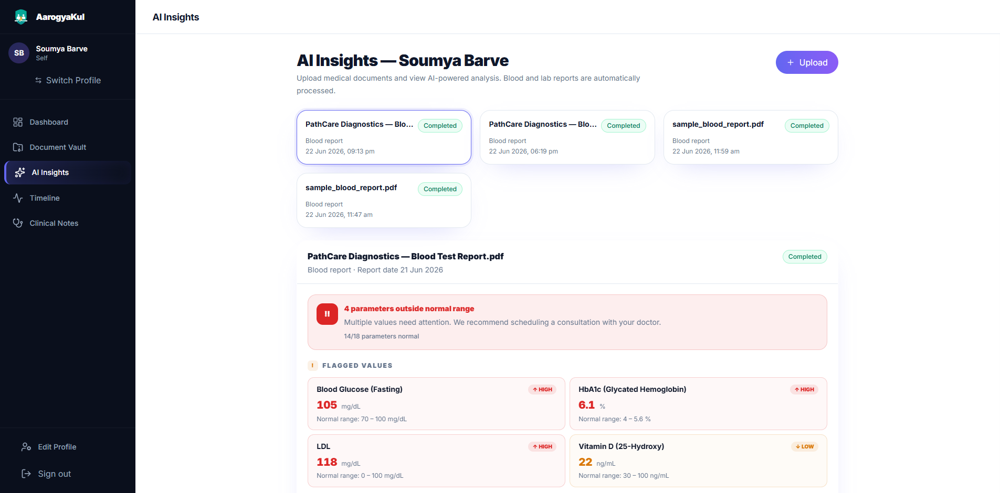 AarogyaKul
SB
Soumya Barve
Self
Switch Profile
Dashboard
Document Vault
AI Insights
Timeline
Clinical Notes
Edit Profile
Sign out
AI Insights
AI Insights — Soumya Barve
Upload medical documents and view AI-powered analysis. Blood and lab reports are automatically
processed.
+ Upload
PathCare Diagnostics — Blo... Completed
Blood report
22 Jun 2026, 09:13 pm
PathCare Diagnostics — Blo... Completed
Blood report
22 Jun 2026, 06:19 pm
sample_blood_report.pdf Completed
Blood report
22 Jun 2026, 11:59 am
sample_blood_report.pdf Completed
Blood report
22 Jun 2026, 11:47 am
PathCare Diagnostics — Blood Test Report.pdf Completed
Blood report · Report date 21 Jun 2026
!!
4 parameters outside normal range
Multiple values need attention. We recommend scheduling a consultation with your doctor.
14/18 parameters normal
! FLAGGED VALUES
Blood Glucose (Fasting) ↑ HIGH
105 mg/dL
Normal range: 70 – 100 mg/dL
HbA1c (Glycated Hemoglobin) ↑ HIGH
6.1 %
Normal range: 4 – 5.6 %
LDL ↑ HIGH
118 mg/dL
Normal range: 0 – 100 mg/dL
Vitamin D (25-Hydroxy) ↓ LOW
22 ng/mL
Normal range: 30 – 100 ng/mL